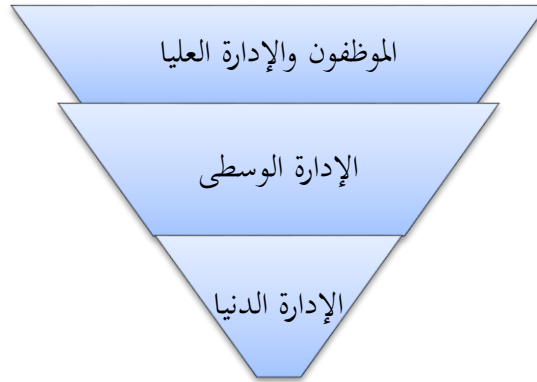 الموظفون والإدارة العليا
الإدارة الوسطى
الإدارة الدنيا